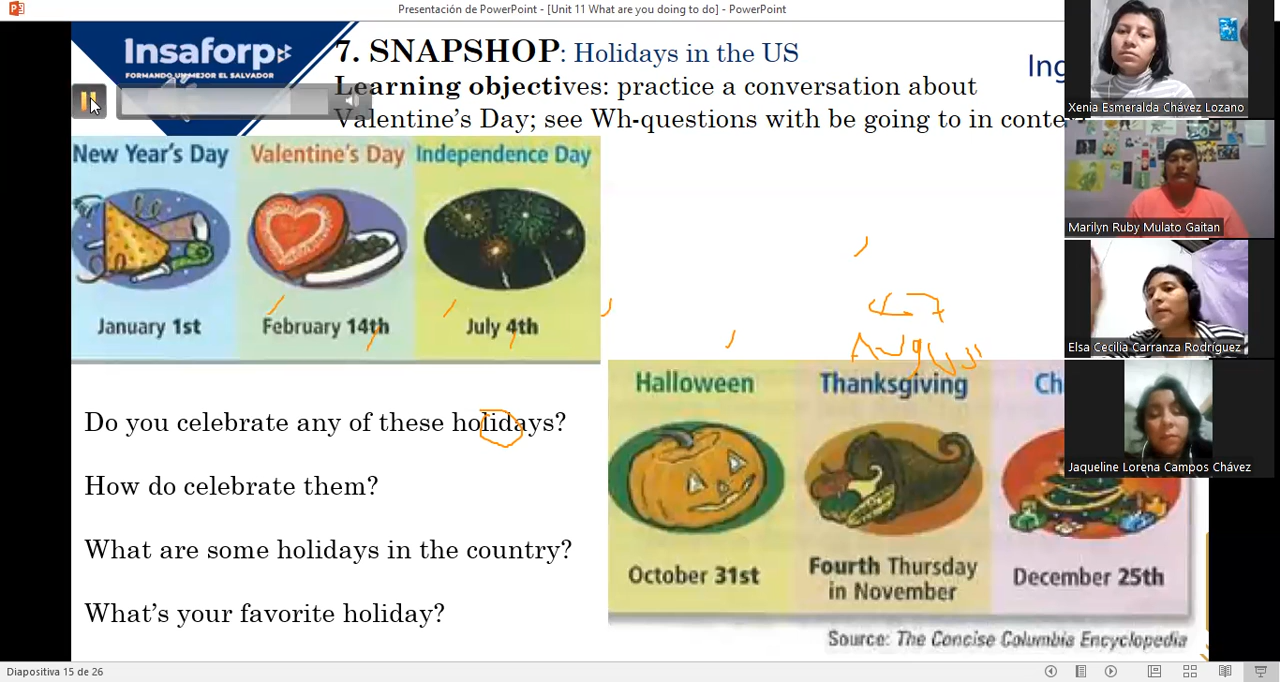 Presentación de PowerPoint - [Unit 11 What are you doing to do] - PowerPoint
Insaforp
FORMANDO UN MEJOR EL SALVADOR
7. SNAPSHOP: Holidays in the US
Ing
Learning objectives: practice a conversation about
Valentine's Day; see Wh-questions with be going to in conte
New Year's Day
Valentine's Day
Independence Day
January 1st
February 14th
July 4th
Augus
Halloween
Thanksgiving
Ch
October 31st
Fourth Thursday
in November
December 25th
Source: The Concise Columbia Encyclopedia
Do you celebrate any of these holidays?
How do celebrate them?
What are some holidays in the country?
What's your favorite holiday?
Xenia Esmeralda Chávez Lozano
Marilyn Ruby Mulato Gaitan
Elsa Cecilia Carranza Rodriguez
Jaqueline Lorena Campos Chávez
Diapositiva 15 de 26